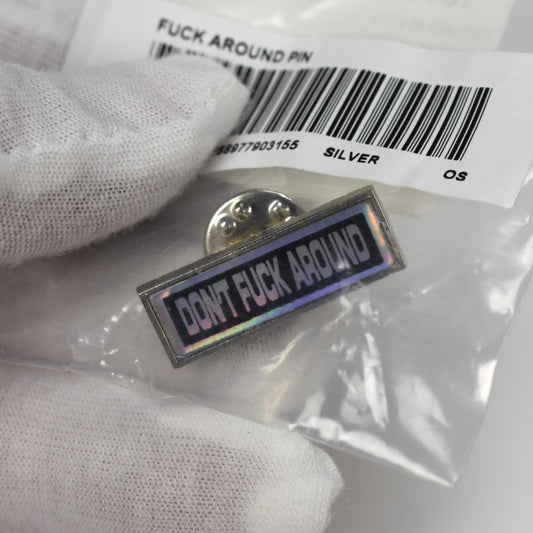 FUCK AROUND PIN
88977903155 SILVER OS
DON'T FUCK AROUND